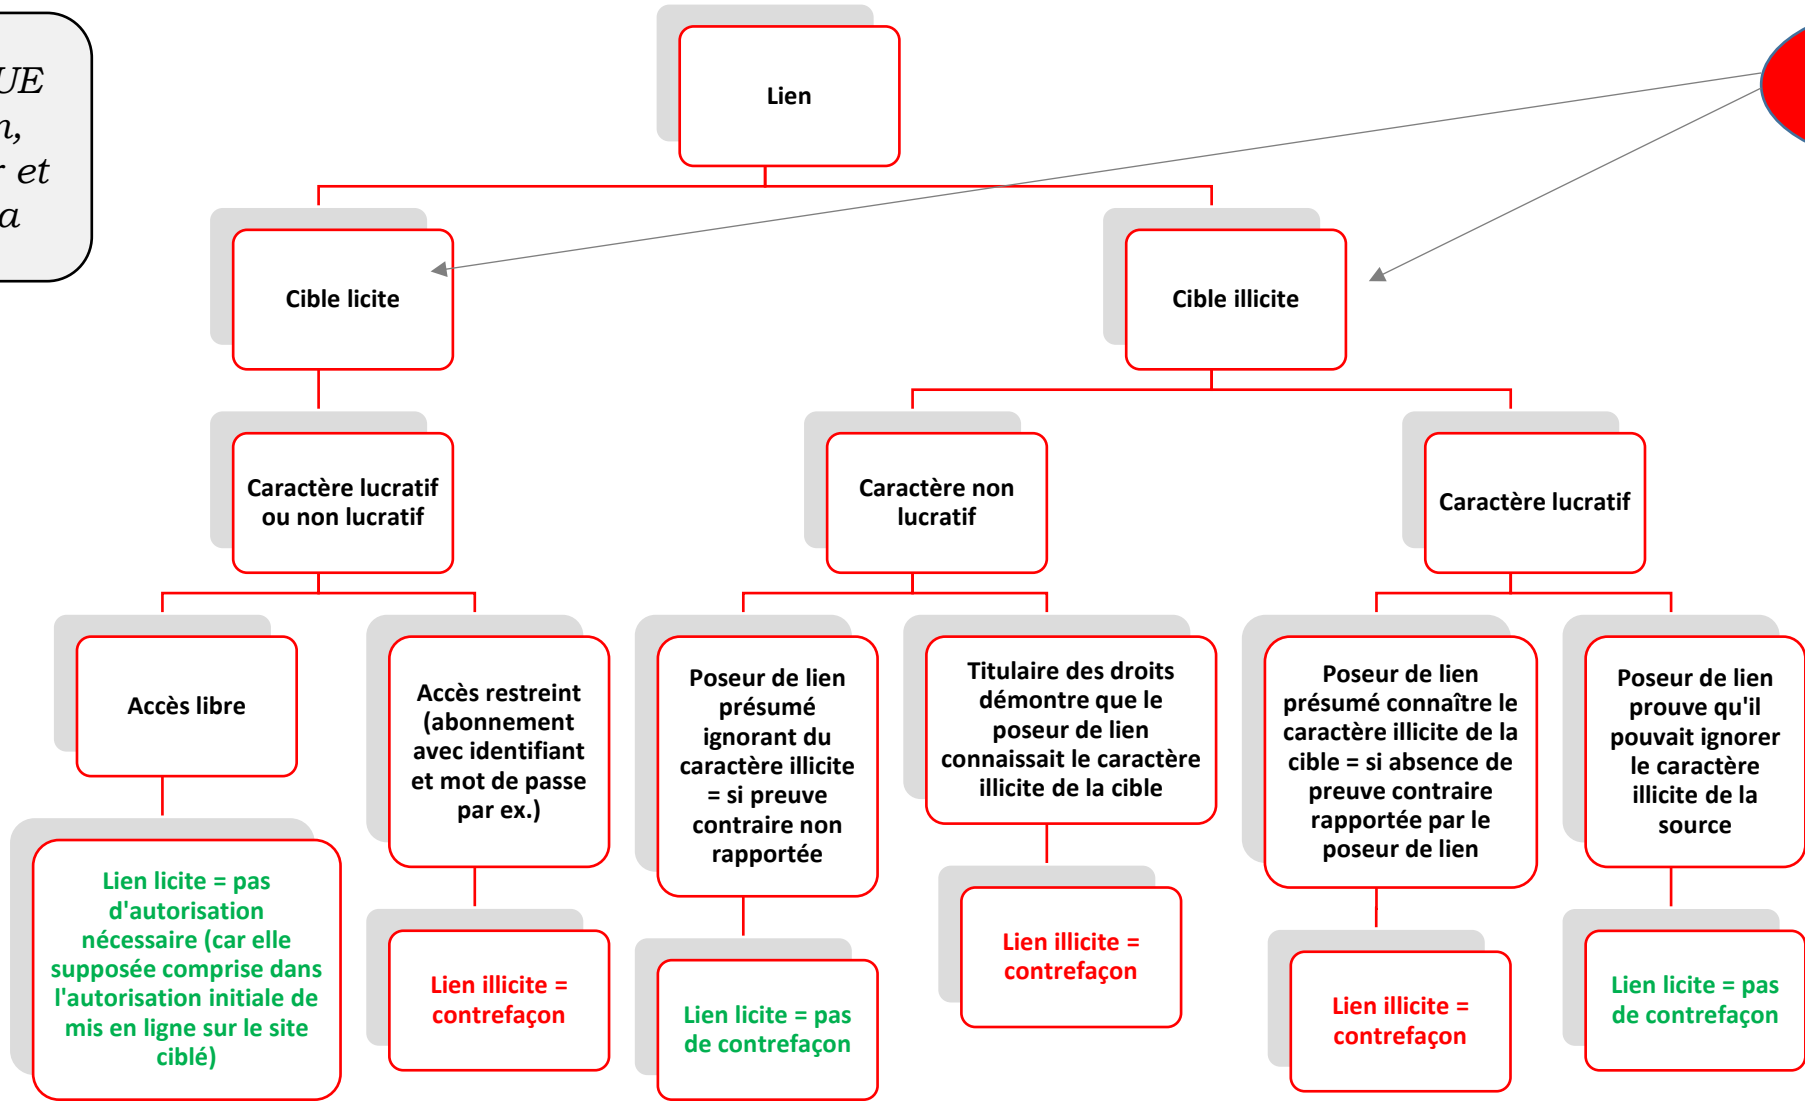 UE
et
a
Lien
Cible licite
Cible illicite
Caractère lucratif
ou non lucratif
Caractère non
lucratif
Caractère lucratif
Accès libre
Accès restreint
(abonnement
avec identifiant
et mot de passe
par ex.)
Poseur de lien
présumé
ignorant du
caractère illicite
= si preuve
contraire non
rapportée
Titulaire des droits
démontre que le
poseur de lien
connaissait le caractère
illicite de la cible
Poseur de lien
présumé connaître le
caractère illicite de la
cible = si absence de
preuve contraire
rapportée par le
poseur de lien
Poseur de lien
prouve qu'il
pouvait ignorer
le caractère
illicite de la
source
Lien licite = pas
d'autorisation
nécessaire (car elle
supposée comprise dans
l'autorisation initiale de
mis en ligne sur le site
ciblé)
Lien illicite =
contrefaçon
Lien licite = pas
de contrefaçon
Lien illicite =
contrefaçon
Lien illicite =
contrefaçon
Lien licite = pas
de contrefaçon